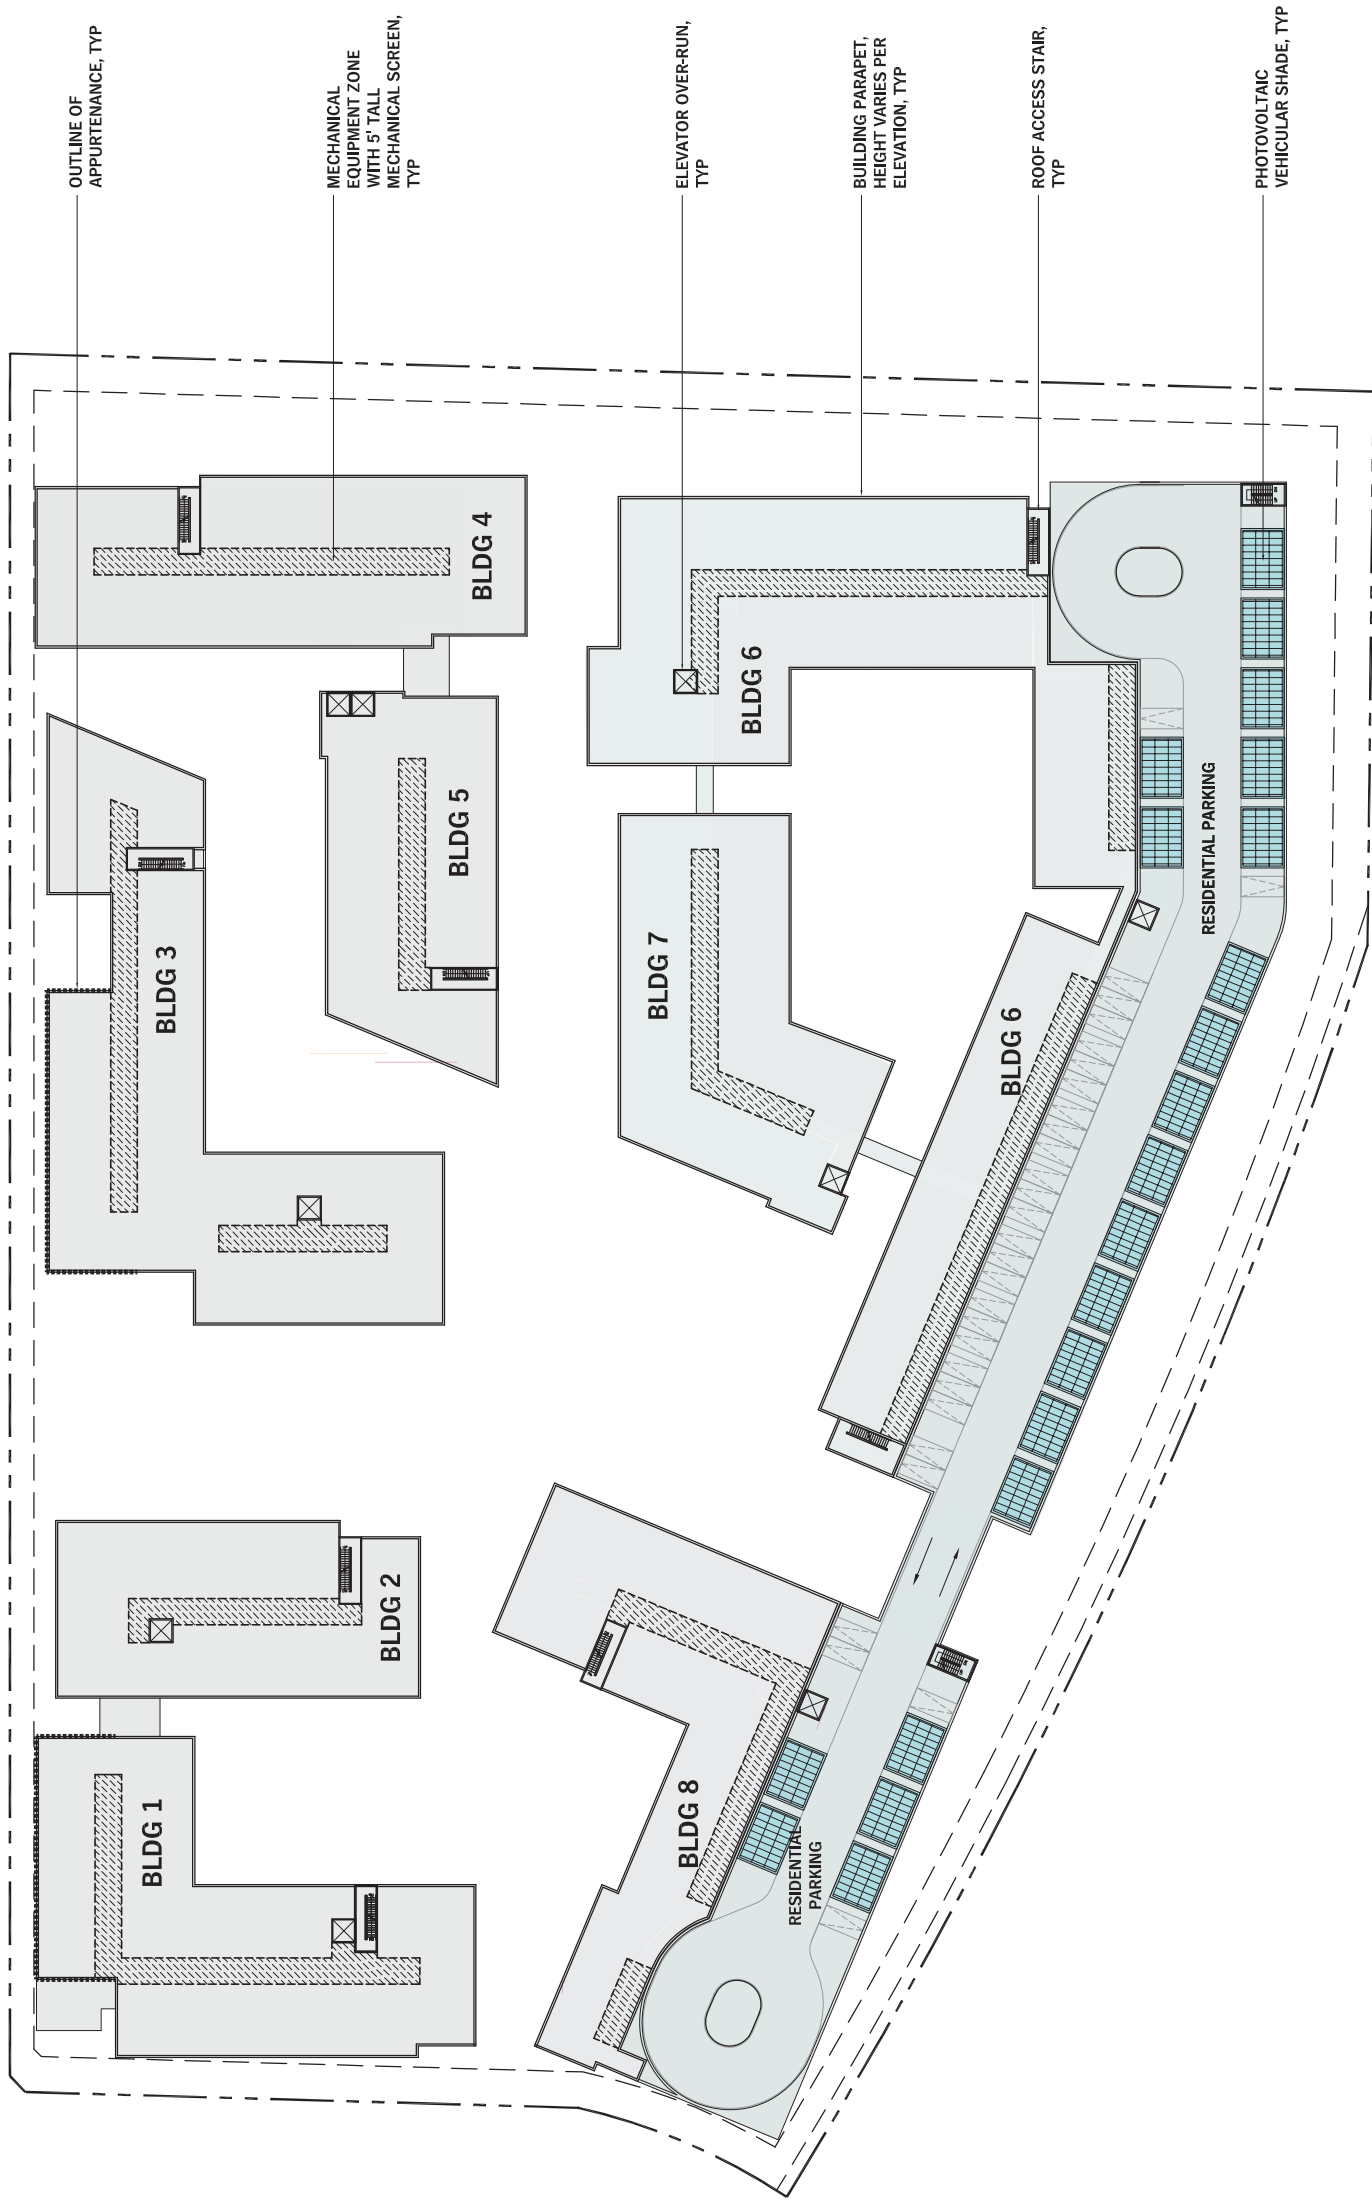 OUTLINE OF
APPURTENANCE, TYP
MECHANICAL
EQUIPMENT ZONE
WITH 5' TALL
MECHANICAL SCREEN,
TYP
ELEVATOR OVER-RUN,
TYP
BUILDING PARAPET,
HEIGHT VARIES PER
ELEVATION, TYP
ROOF ACCESS STAIR,
TYP
PHOTOVOLTAIC
VEHICULAR SHADE, TYP
BLDG 4
BLDG 3
BLDG 5
BLDG 6
BLDG 7
BLDG 6
RESIDENTIAL PARKING
BLDG 2
BLDG 1
BLDG 8
RESIDENTIAL
PARKING